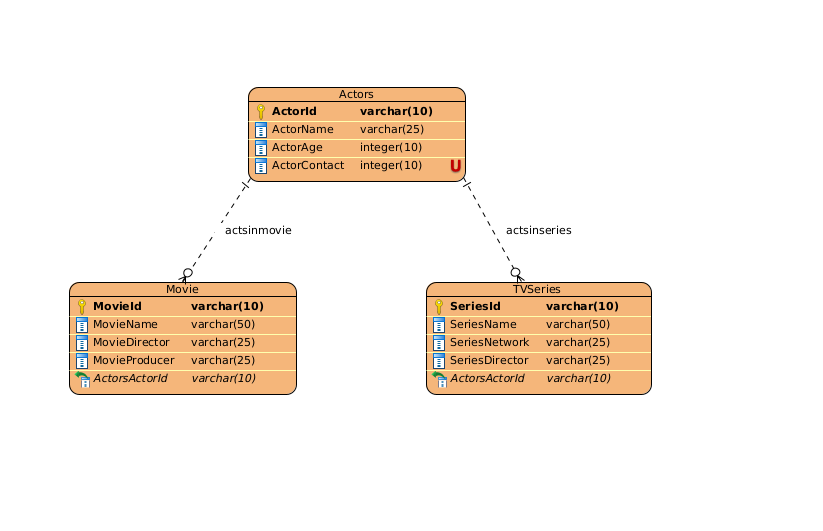 Actors
ActorId varchar(10)
ActorName varchar(25)
ActorAge integer(10)
ActorContact integer(10) U
actsinmovie
actsinseries
Movie
MovieId varchar(10)
MovieName varchar(50)
MovieDirector varchar(25)
MovieProducer varchar(25)
ActorsActorId varchar(10)
TVSeries
SeriesId varchar(10)
SeriesName varchar(50)
SeriesNetwork varchar(25)
SeriesDirector varchar(25)
ActorsActorId varchar(10)